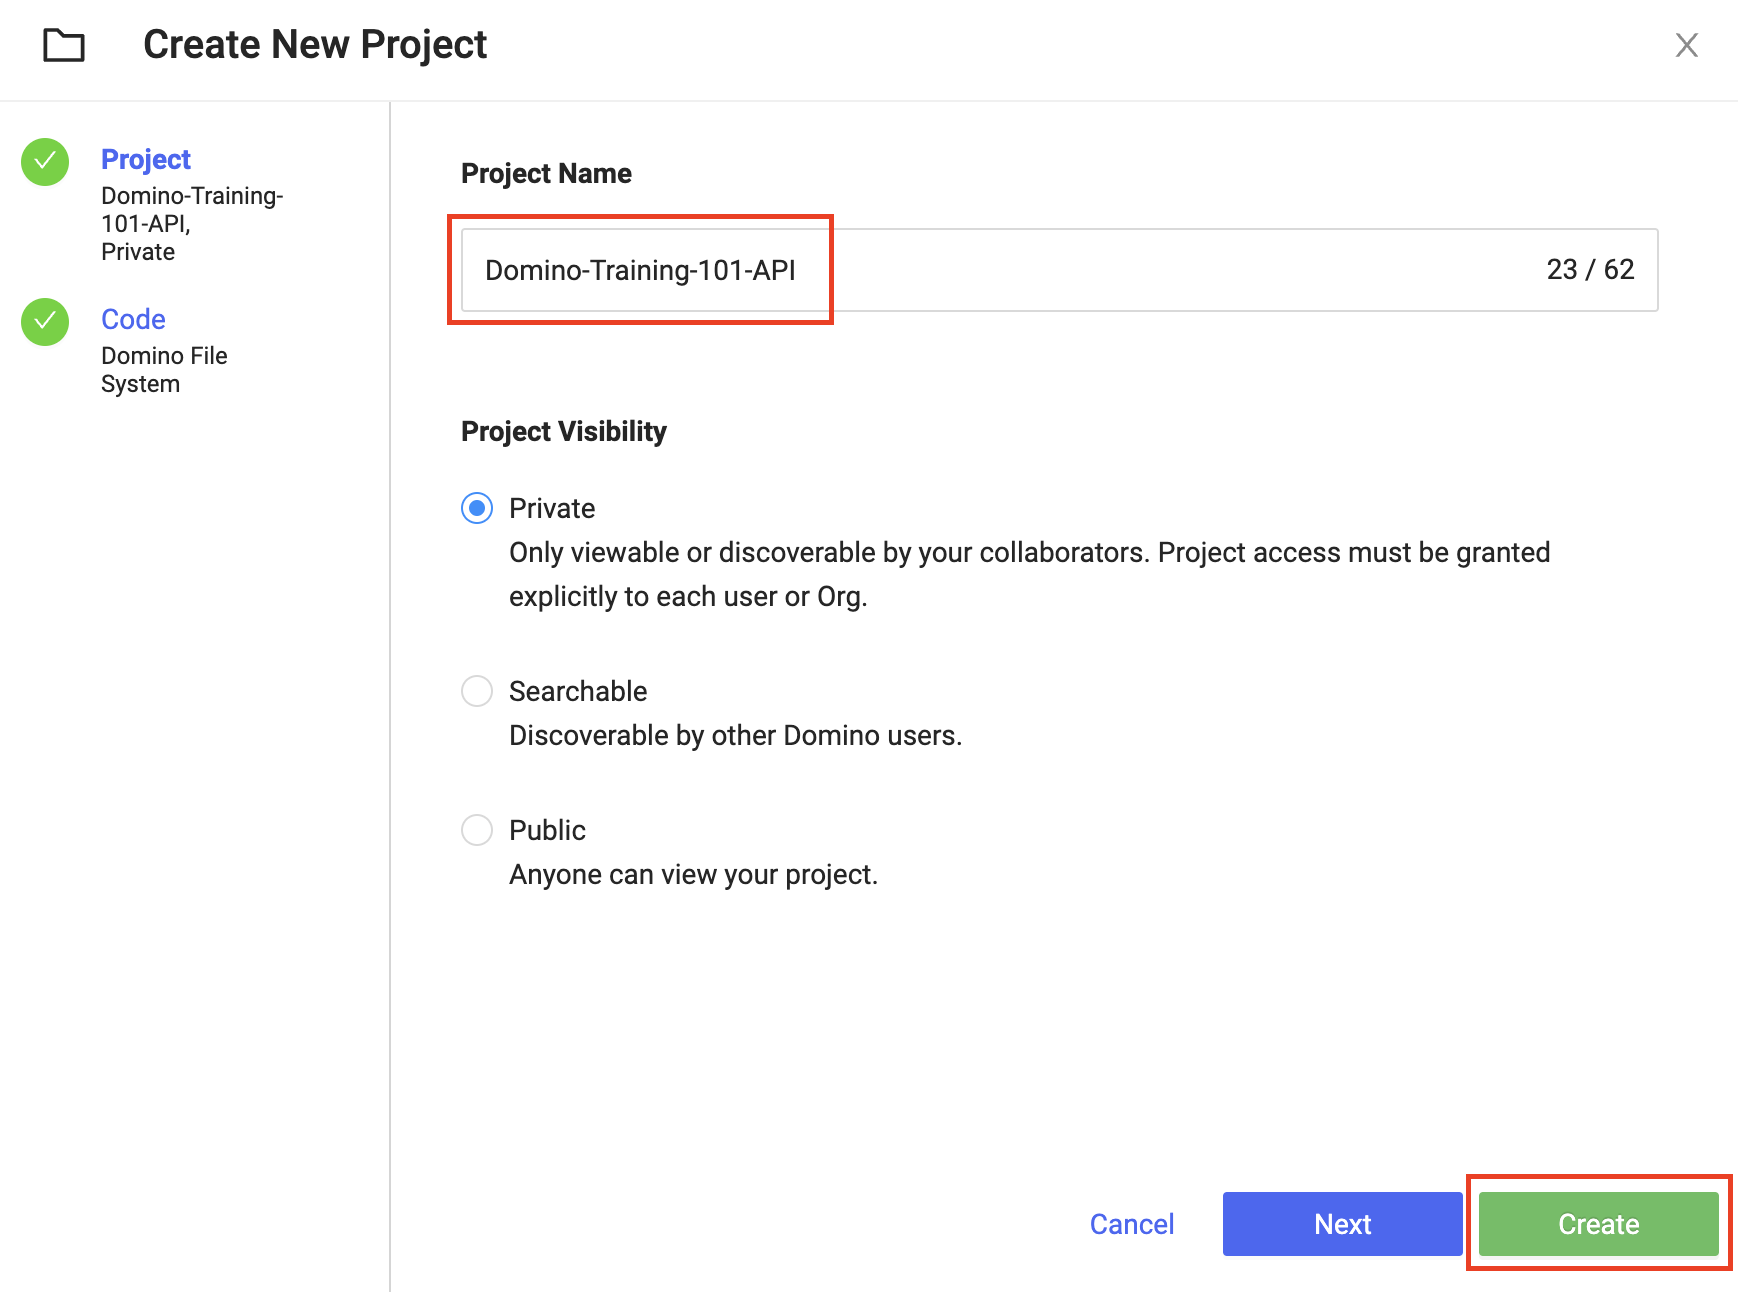 Create New Project
Project
Domino-Training-
101-API,
Private
Code
Domino File
System
Project Name
Domino-Training-101-API 23 / 62
Project Visibility
Private
Only viewable or discoverable by your collaborators. Project access must be granted
explicitly to each user or Org.
Searchable
Discoverable by other Domino users.
Public
Anyone can view your project.
Cancel Next Create